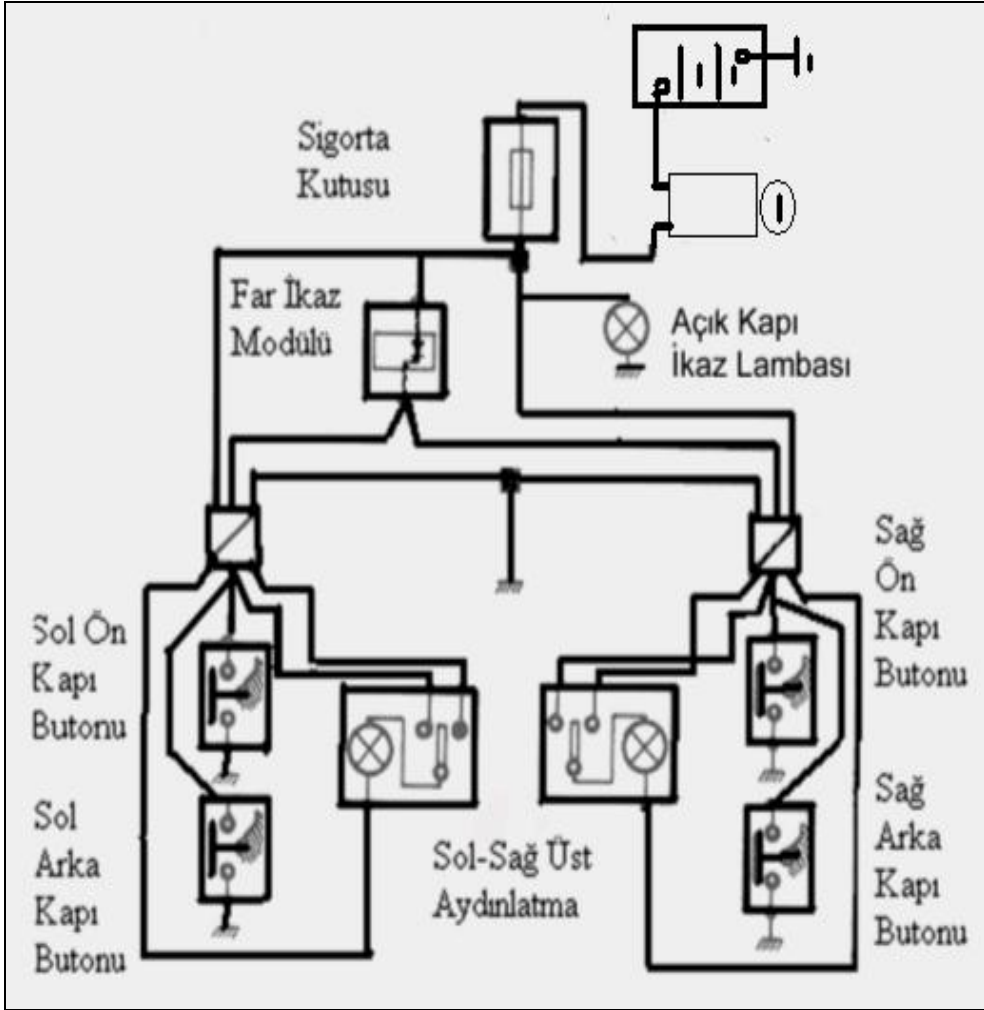 Sigorta
Kutusu
Far İkaz
Modülü
Açık Kapı
İkaz Lambası
Sol Ön
Kapı
Butonu
Sağ
Ön
Kapı
Butonu
Sol
Arka
Kapı
Butonu
Sol-Sağ Üst
Aydınlatma
Sağ
Arka
Kapı
Butonu